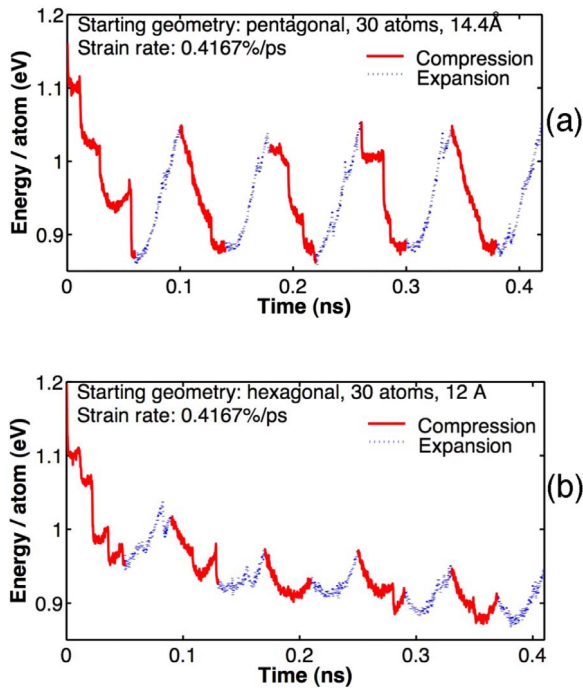 Starting geometry: pentagonal, 30 atoms, 14.4Å
Strain rate: 0.4167%/ps
Compression
Expansion
(a)
Energy / atom (eV)
1.2
1.1
1
0.9
0 0.1 0.2 0.3 0.4
Time (ns)
Starting geometry: hexagonal, 30 atoms, 12 A
Strain rate: 0.4167%/ps
Compression
Expansion
(b)
Energy / atom (eV)
1.2
1.1
1
0.9
0 0.1 0.2 0.3 0.4
Time (ns)